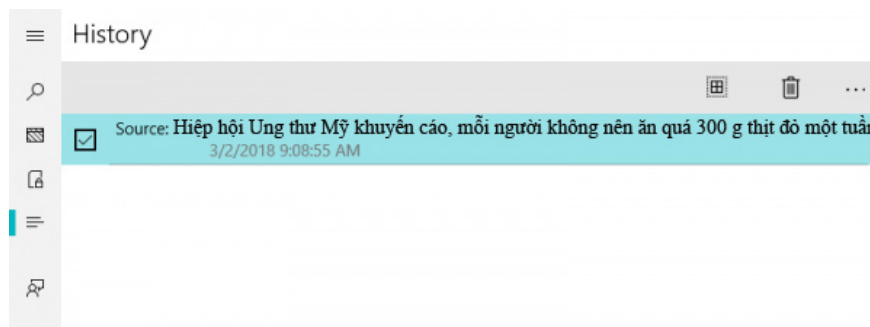 History
Source: Hiệp hội Ung thư Mỹ khuyến cáo, mỗi người không nên ăn quá 300 g thịt đỏ một tuần
3/2/2018 9:08:55 AM